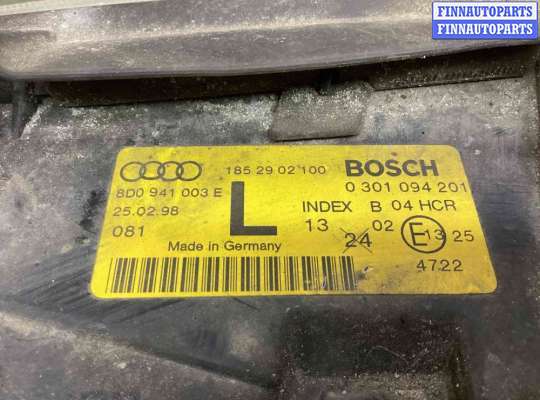 FINNAUTOPARTS
FINNAUTOPARTS
185 29 02 100
BOSCH
8D0 941 003 E
0 301 094 201
25.02.98
L
INDEX B 04 HCR
081
13 24 02 E13 25
Made in Germany
4722